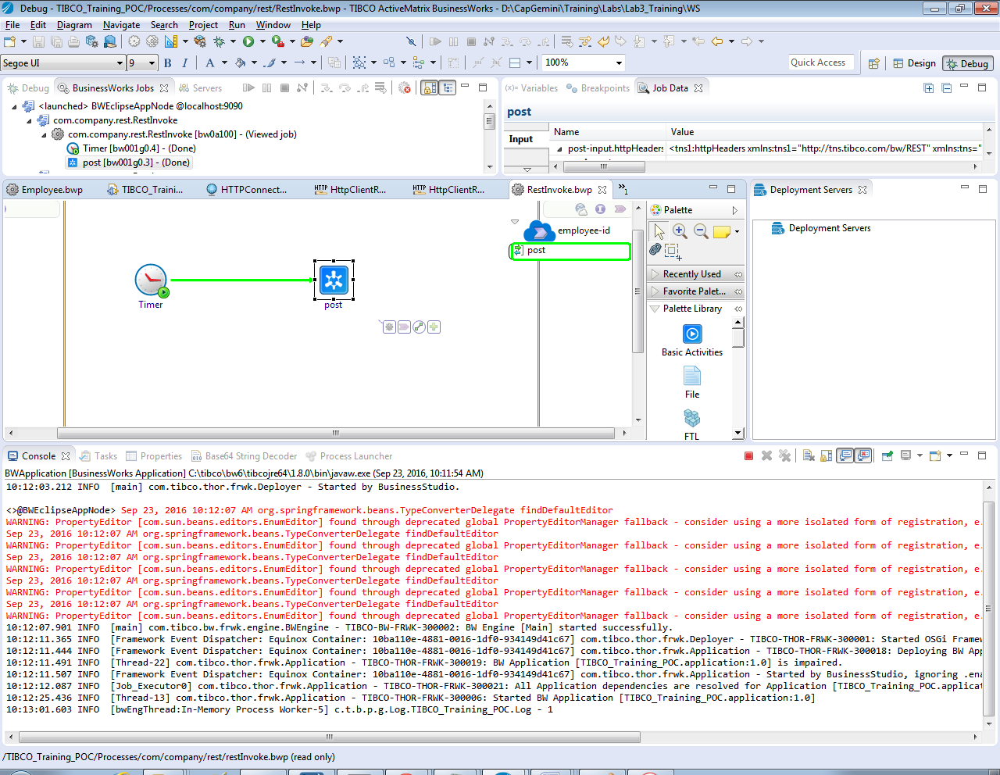 Debug - TIBCO_Training_POC/Processes/com/company/rest/RestInvoke.bwp - TIBCO ActiveMatrix BusinessWorks - D:\CapGemini\Training\Labs\Lab3_Training\WS
File Edit Diagram Navigate Search Project Run Window Help
Segoe UI 9 B I A 100% Quick Access Design Debug
Debug BusinessWorks Jobs Servers
<launched> BWEclipseAppNode @localhost:9090
com.company.rest.RestInvoke
com.company.rest.RestInvoke [bw0a100] - (Viewed job)
Timer [bw001g0.4] - (Done)
post [bw001g0.3] - (Done)
(x)= Variables Breakpoints Job Data
post
Input
Name Value
post-input.httpHeaders <tns1:httpHeaders xmlns:tns1="http://tns.tibco.com/bw/REST" xmlns:tns="
Employee.bwp TIBCO_Traini... HTTPConnect... HTTP HttpClientR... HTTP HttpClientR... RestInvoke.bwp »1
Timer
post
employee-id
post
Palette
Recently Used
Favorite Palet...
Palette Library
Basic Activities
File
FTL
Deployment Servers
Deployment Servers
Console Tasks Properties Base64 String Decoder Process Launcher
BWApplication [BusinessWorks Application] C:\tibco\bw6\tibcojre64\1.8.0\bin\javaw.exe (Sep 23, 2016, 10:11:54 AM)
10:12:03.212 INFO [main] com.tibco.thor.frwk.Deployer - Started by BusinessStudio.
<>@BWEclipseAppNode> Sep 23, 2016 10:12:07 AM org.springframework.beans.TypeConverterDelegate findDefaultEditor
WARNING: PropertyEditor [com.sun.beans.editors.EnumEditor] found through deprecated global PropertyEditorManager fallback - consider using a more isolated form of registration, e.
Sep 23, 2016 10:12:07 AM org.springframework.beans.TypeConverterDelegate findDefaultEditor
WARNING: PropertyEditor [com.sun.beans.editors.EnumEditor] found through deprecated global PropertyEditorManager fallback - consider using a more isolated form of registration, e.
Sep 23, 2016 10:12:07 AM org.springframework.beans.TypeConverterDelegate findDefaultEditor
WARNING: PropertyEditor [com.sun.beans.editors.EnumEditor] found through deprecated global PropertyEditorManager fallback - consider using a more isolated form of registration, e.
Sep 23, 2016 10:12:07 AM org.springframework.beans.TypeConverterDelegate findDefaultEditor
WARNING: PropertyEditor [com.sun.beans.editors.EnumEditor] found through deprecated global PropertyEditorManager fallback - consider using a more isolated form of registration, e.
Sep 23, 2016 10:12:07 AM org.springframework.beans.TypeConverterDelegate findDefaultEditor
WARNING: PropertyEditor [com.sun.beans.editors.EnumEditor] found through deprecated global PropertyEditorManager fallback - consider using a more isolated form of registration, e.
10:12:07.901 INFO [main] com.tibco.bw.frwk.engine.BWEngine - TIBCO-BW-FRWK-300002: BW Engine [Main] started successfully.
10:12:11.365 INFO [Framework Event Dispatcher: Equinox Container: 10ba110e-4881-0016-1df0-934149d41c67] com.tibco.thor.frwk.Deployer - TIBCO-THOR-FRWK-300001: Started OSGi Framew
10:12:11.444 INFO [Framework Event Dispatcher: Equinox Container: 10ba110e-4881-0016-1df0-934149d41c67] com.tibco.thor.frwk.Application - TIBCO-THOR-FRWK-300018: Deploying BW App
10:12:11.491 INFO [Thread-22] com.tibco.thor.frwk.Application - TIBCO-THOR-FRWK-300019: BW Application [TIBCO_Training_POC.application:1.0] is impaired.
10:12:11.507 INFO [Framework Event Dispatcher: Equinox Container: 10ba110e-4881-0016-1df0-934149d41c67] com.tibco.thor.frwk.Application - Started by BusinessStudio, ignoring .ena
10:12:12.087 INFO [Job_Executor0] com.tibco.thor.frwk.Application - TIBCO-THOR-FRWK-300021: All Application dependencies are resolved for Application [TIBCO_Training_POC.applicat
10:12:25.436 INFO [Thread-13] com.tibco.thor.frwk.Application - TIBCO-THOR-FRWK-300006: Started BW Application [TIBCO_Training_POC.application:1.0]
10:13:01.603 INFO [bwEngThread:In-Memory Process Worker-5] c.t.b.p.g.Log.TIBCO_Training_POC.Log - 1
/TIBCO_Training_POC/Processes/com/company/rest/restInvoke.bwp (read only)